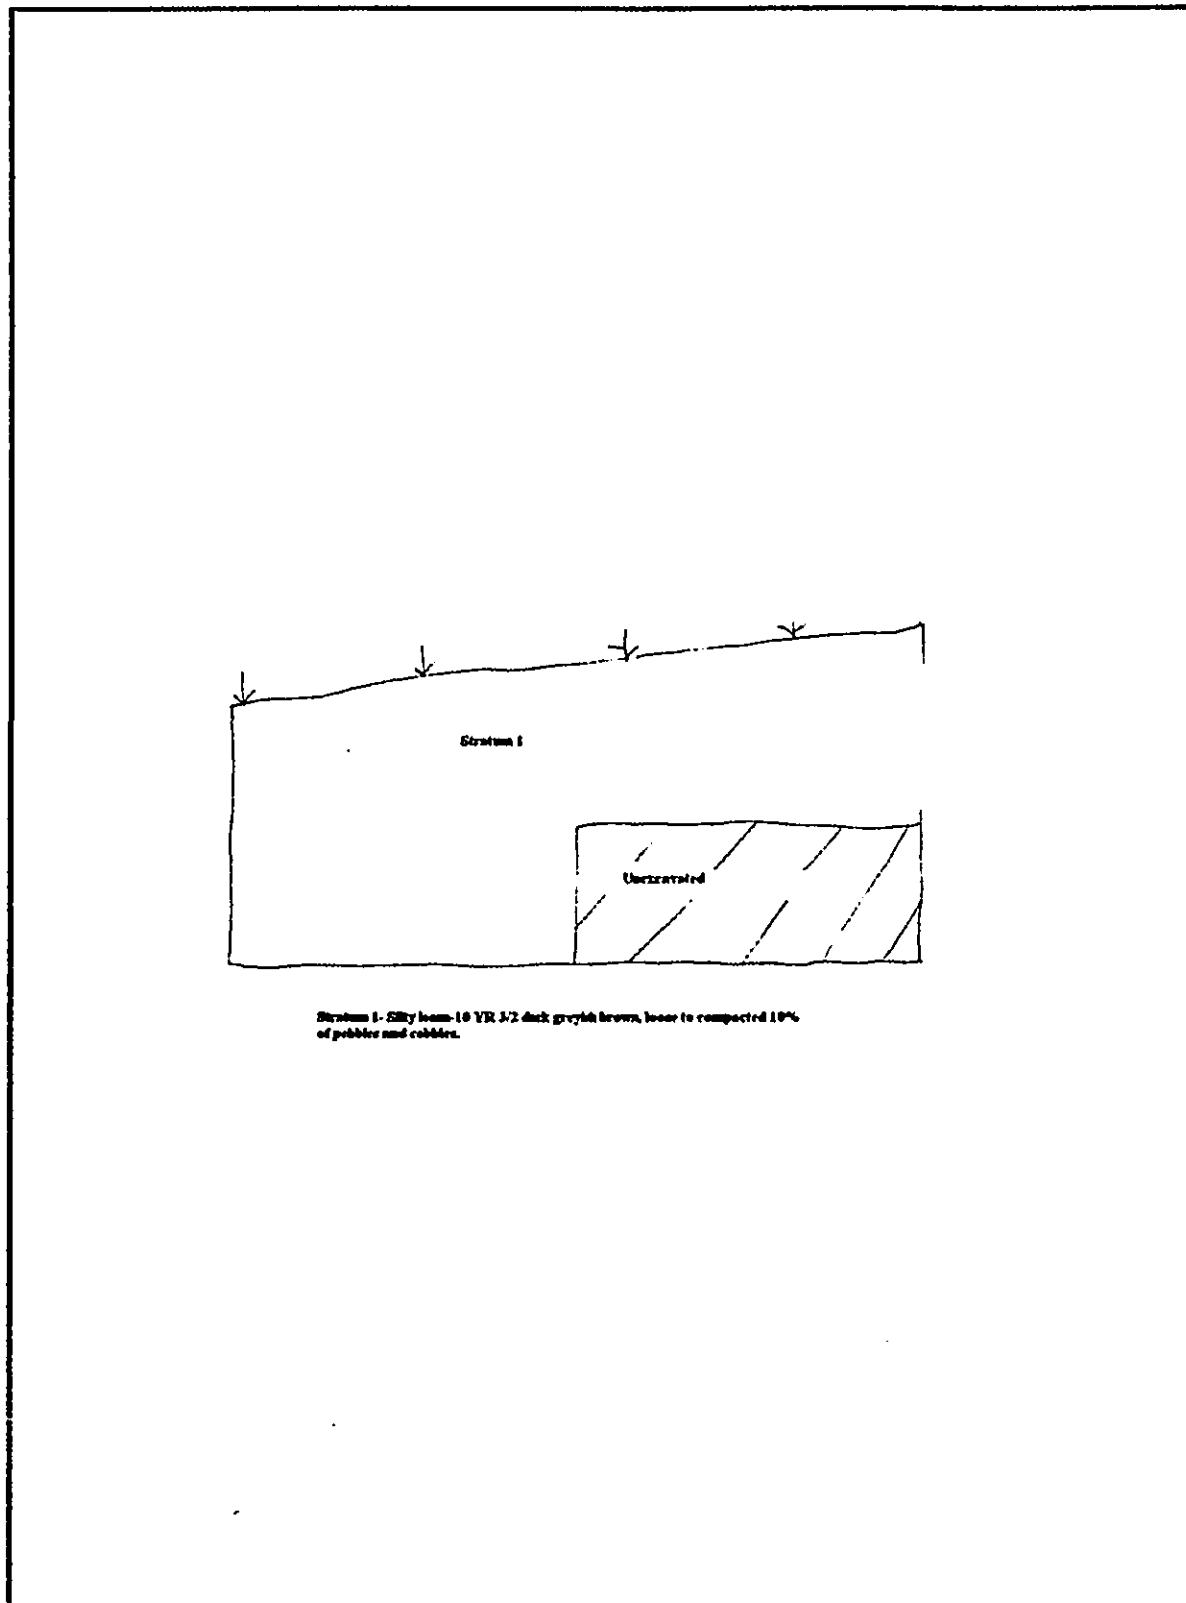 Stratum I
Unexcavated
Stratum I- Silty loam-10 YR 3/2 dark greyish brown, loose to compacted 10%
of pebbles and cobbles.